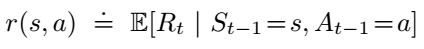 r(s, a) ≐ 𝔼[R_t | S_{t−1}=s, A_{t−1}=a]